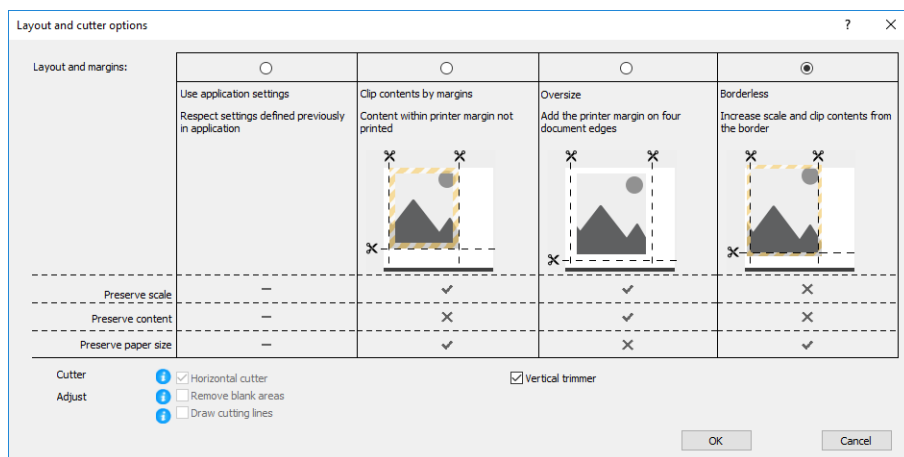 Layout and cutter options
Layout and margins:
Use application settings
Respect settings defined previously
in application
Clip contents by margins
Content within printer margin not
printed
Oversize
Add the printer margin on four
document edges
Borderless
Increase scale and clip contents from
the border
Preserve scale
Preserve content
Preserve paper size
Cutter
Horizontal cutter
Vertical trimmer
Adjust
Remove blank areas
Draw cutting lines
OK
Cancel